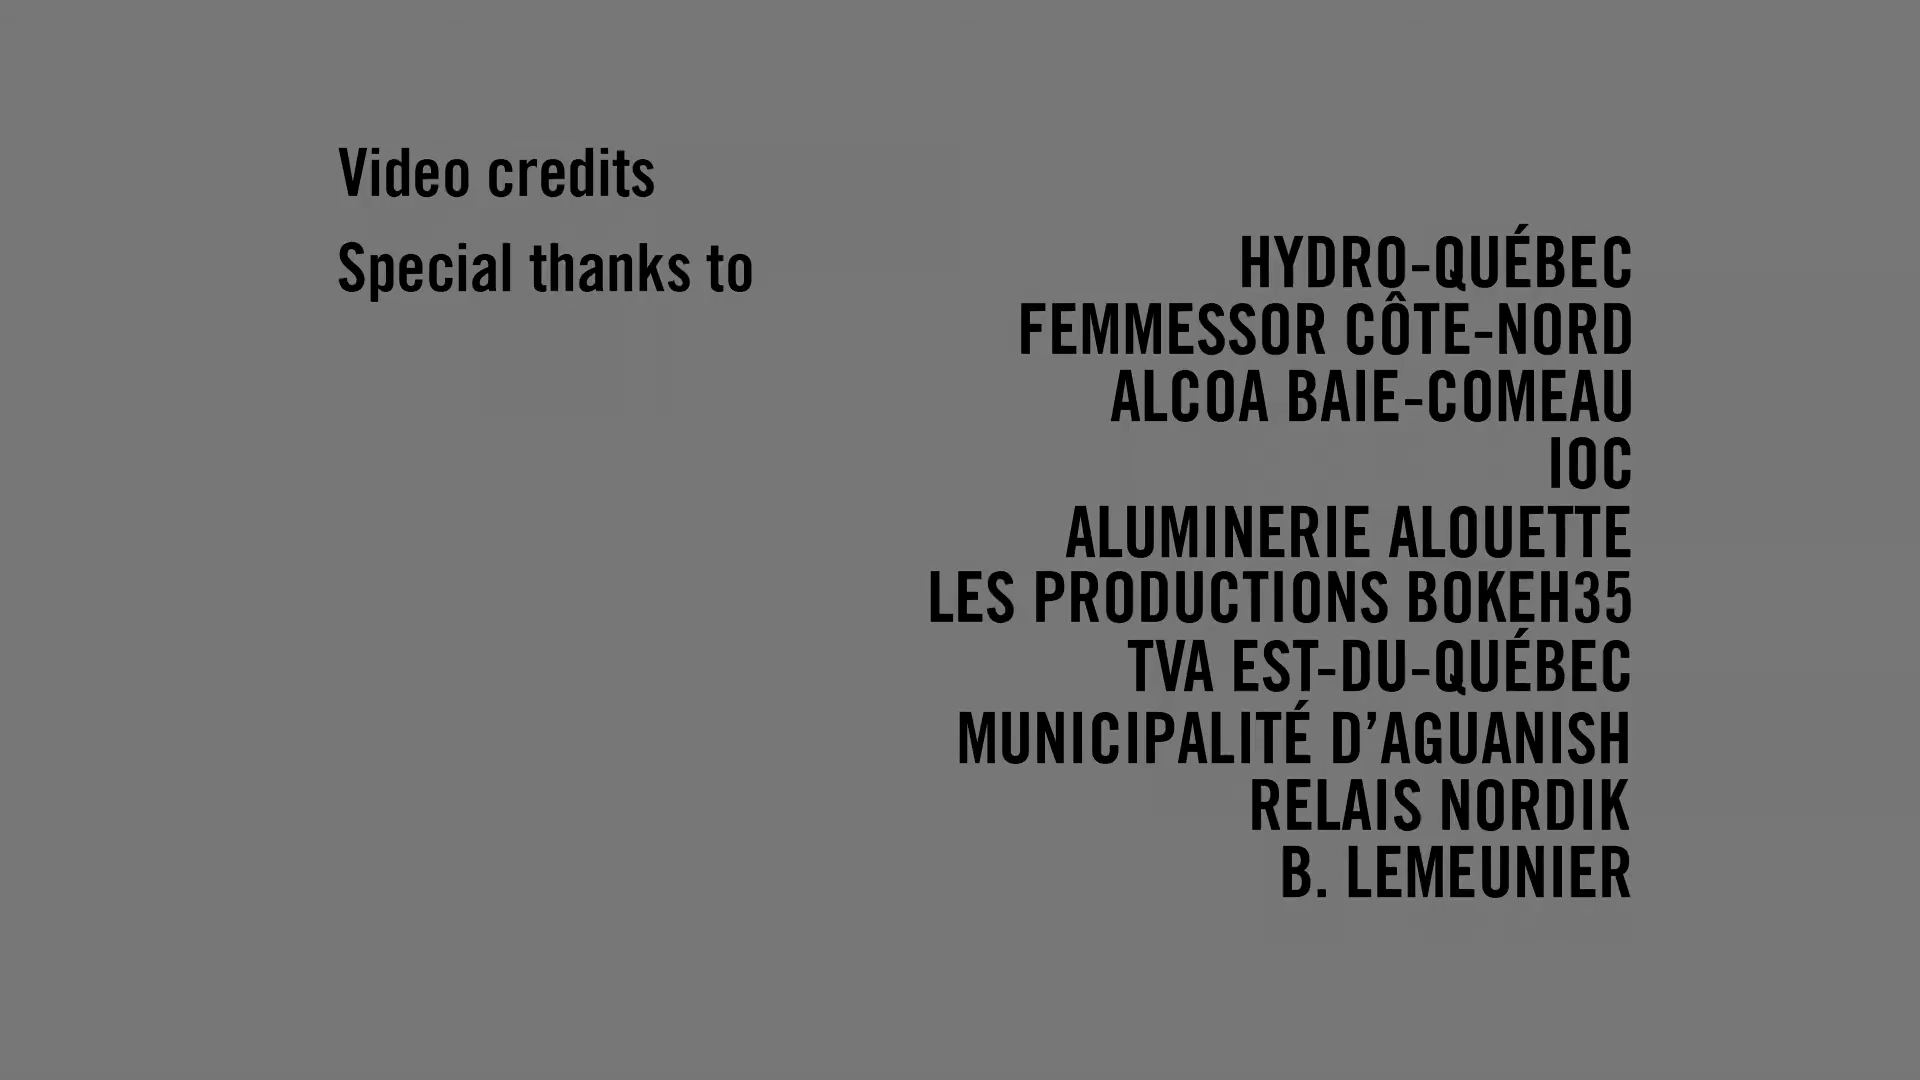 Video credits
Special thanks to
HYDRO-QUÉBEC
FEMMESSOR CÔTE-NORD
ALCOA BAIE-COMEAU
IOC
ALUMINERIE ALOUETTE
LES PRODUCTIONS BOKEH35
TVA EST-DU-QUÉBEC
MUNICIPALITÉ D’AGUANISH
RELAIS NORDIK
B. LEMEUNIER